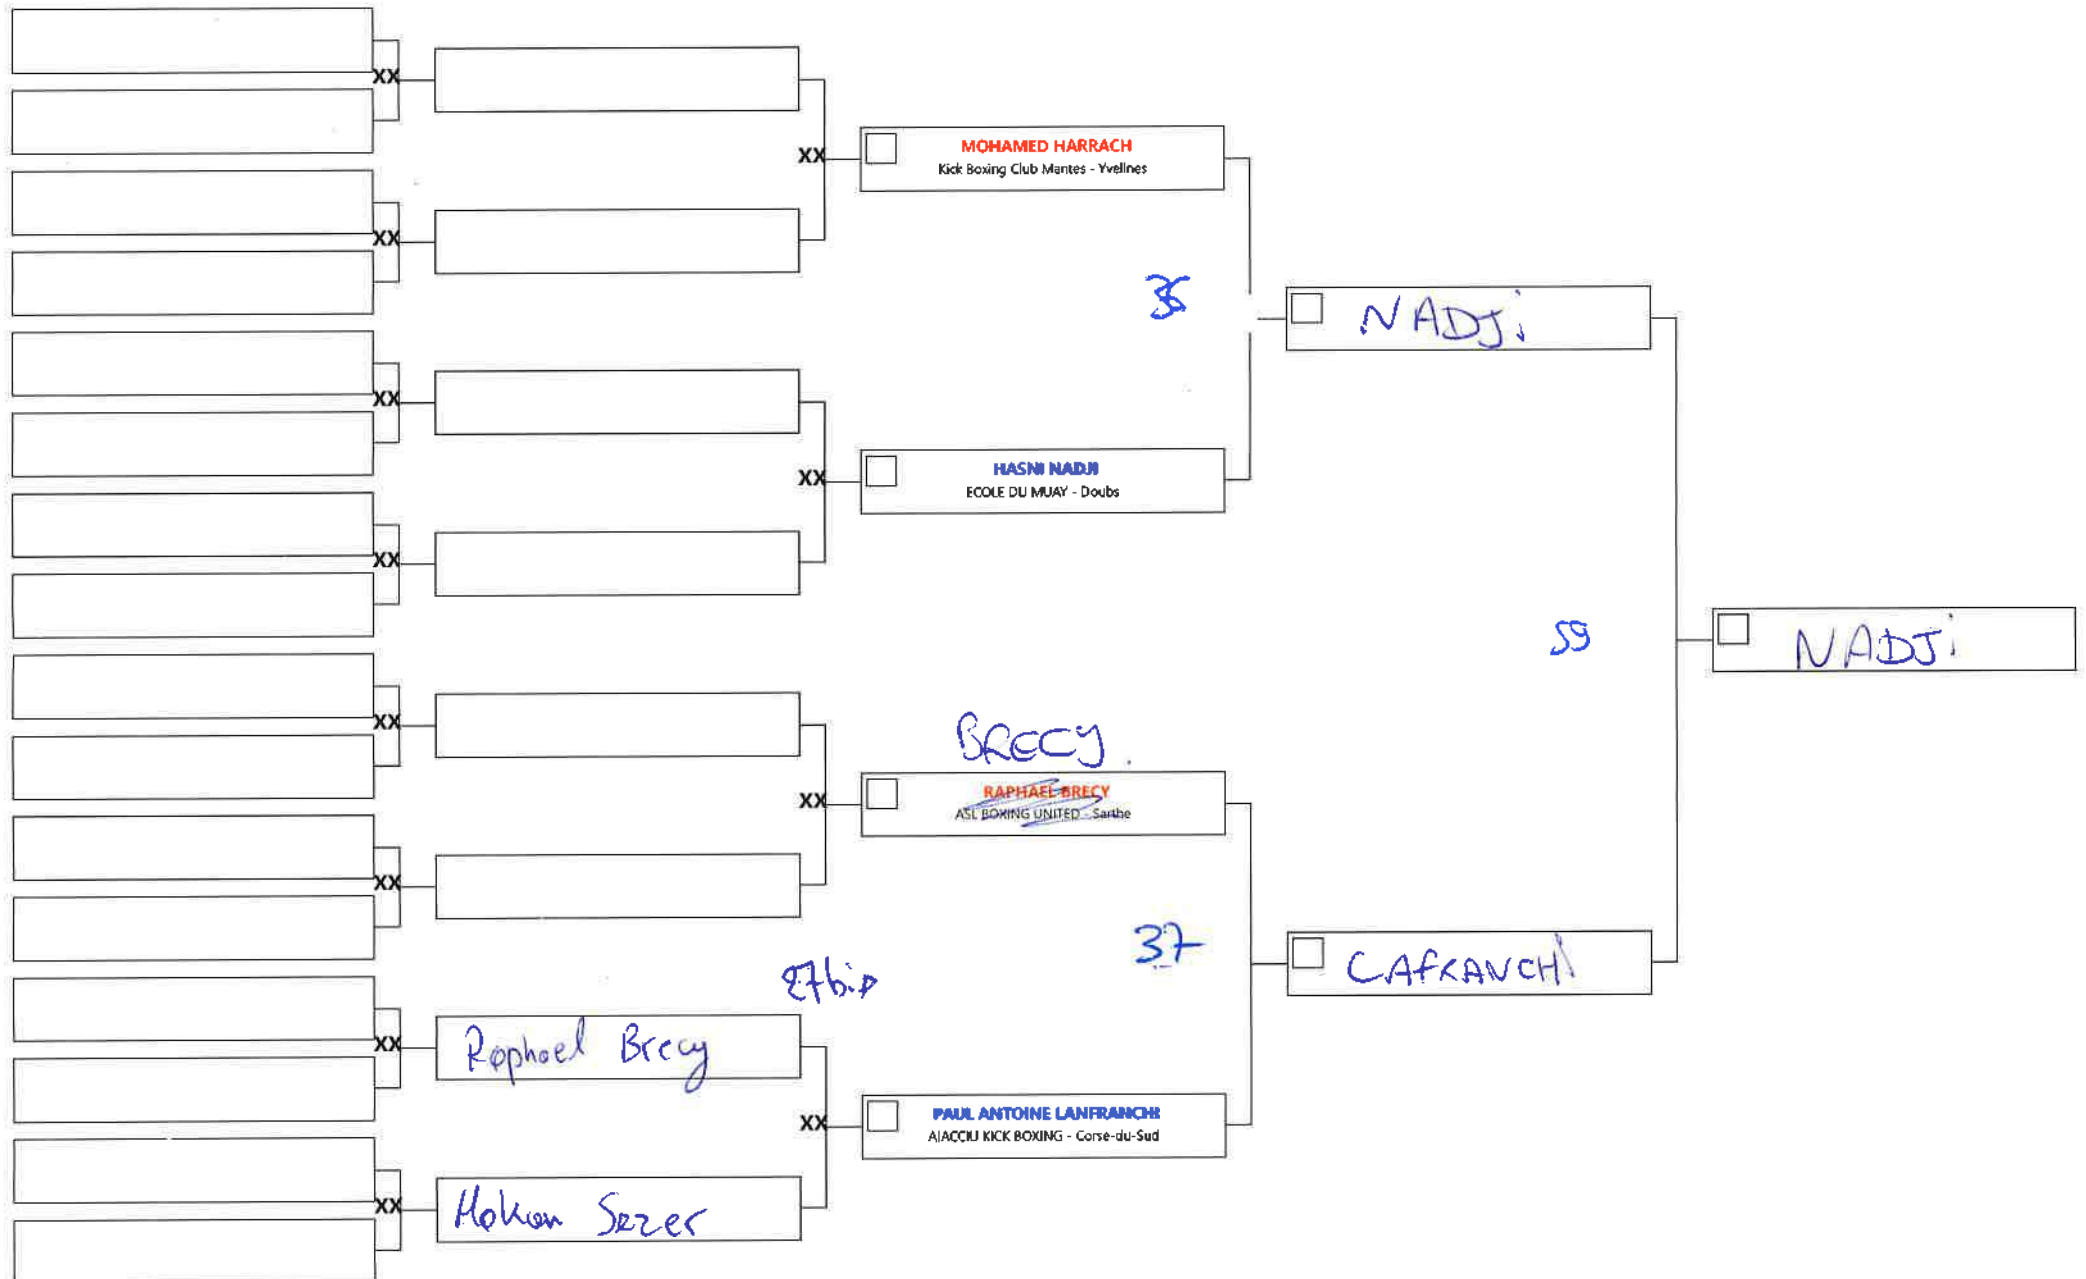 XX
XX
XX
XX
XX
XX
XX
XX
Raphael Brecy
Hokan Sezer
XX
XX
XX
27bis
XX
MOHAMED HARRACH
Kick Boxing Club Mantes - Yvelines
HASNI NADJI
ECOLE DU MUAY - Doubs
BRECY
RAPHAEL BRECY
ASL BOXING UNITED - Sarthe
PAUL ANTOINE LANFRANCHI
AJACCIU KICK BOXING - Corse-du-Sud
37
NADJi
CAFRANCHi
59
NADJi